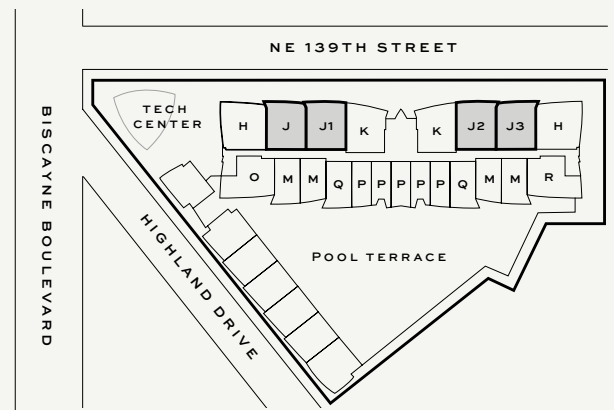 NE 139TH STREET
BISCAYNE BOULEVARD
TECH
CENTER
H J J1 K K J2 J3 H
O M M Q P P P P P Q M M R
HIGHLAND DRIVE
POOL TERRACE